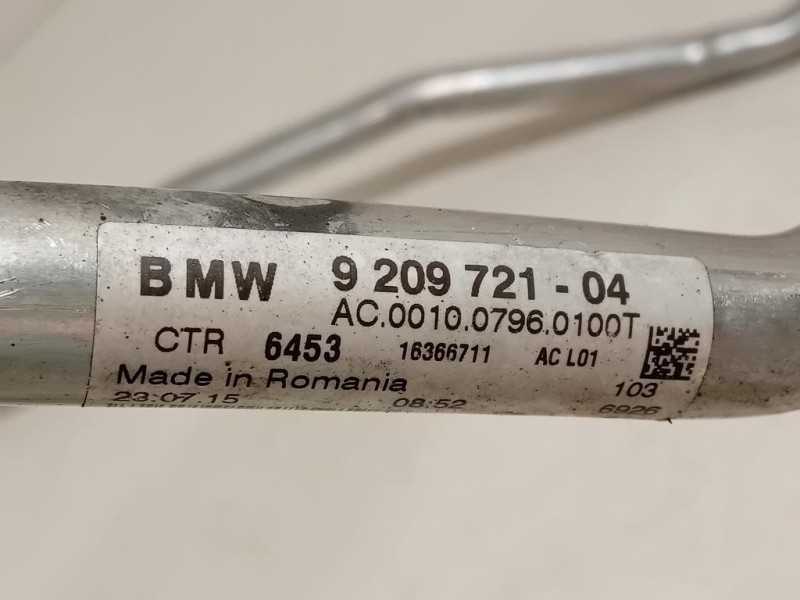 BMW 9 209 721 - 04
AC.0010.0796.0100T
CTR 6453 16366711 AC L01
Made in Romania 103
23.07.15 08:52 6926